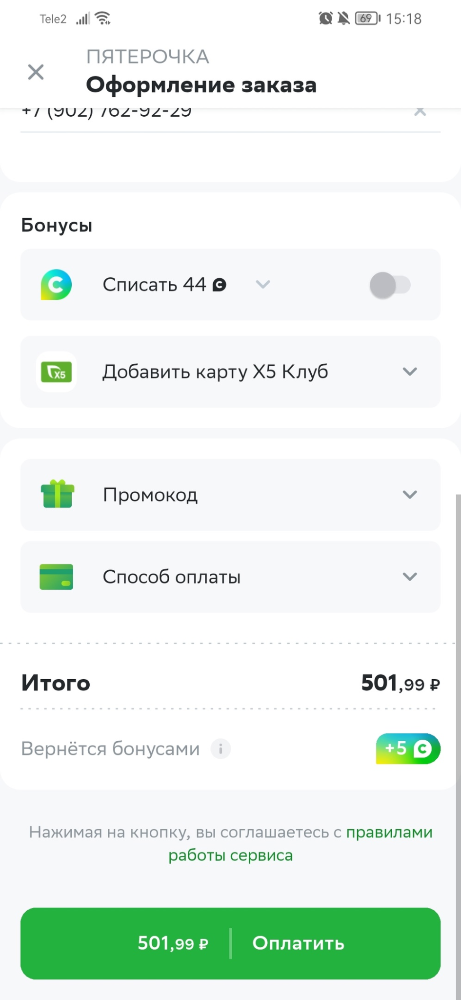 Tele2 69 15:18
ПЯТЕРОЧКА
Оформление заказа
+7 (902) 762-92-29
Бонусы
Списать 44
Х5
Добавить карту Х5 Клуб
Промокод
Способ оплаты
Итого 501,99 ₽
Вернётся бонусами i +5
Нажимая на кнопку, вы соглашаетесь с правилами
работы сервиса
501,99 ₽ Оплатить